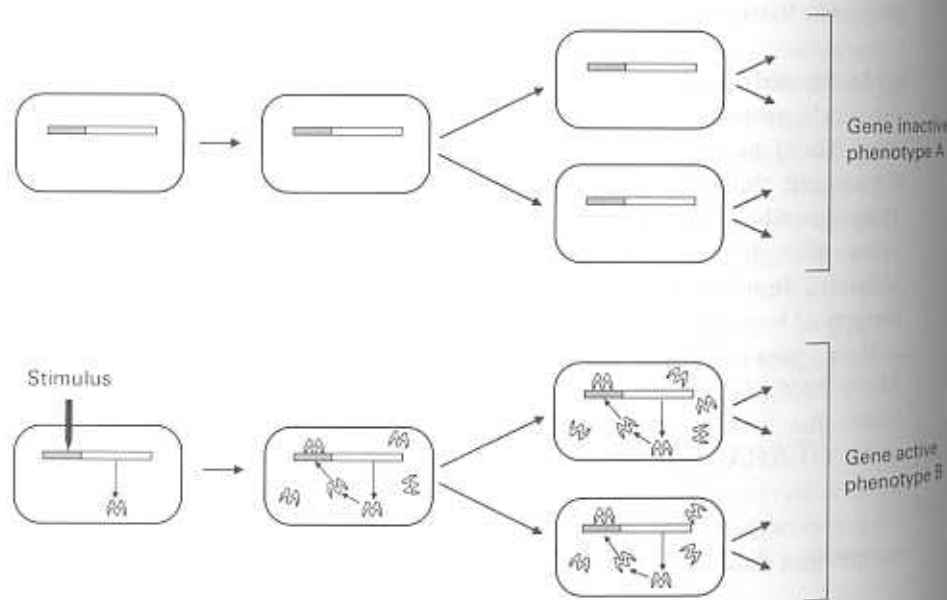 Gene inactive
phenotype A
Stimulus
Gene active
phenotype B